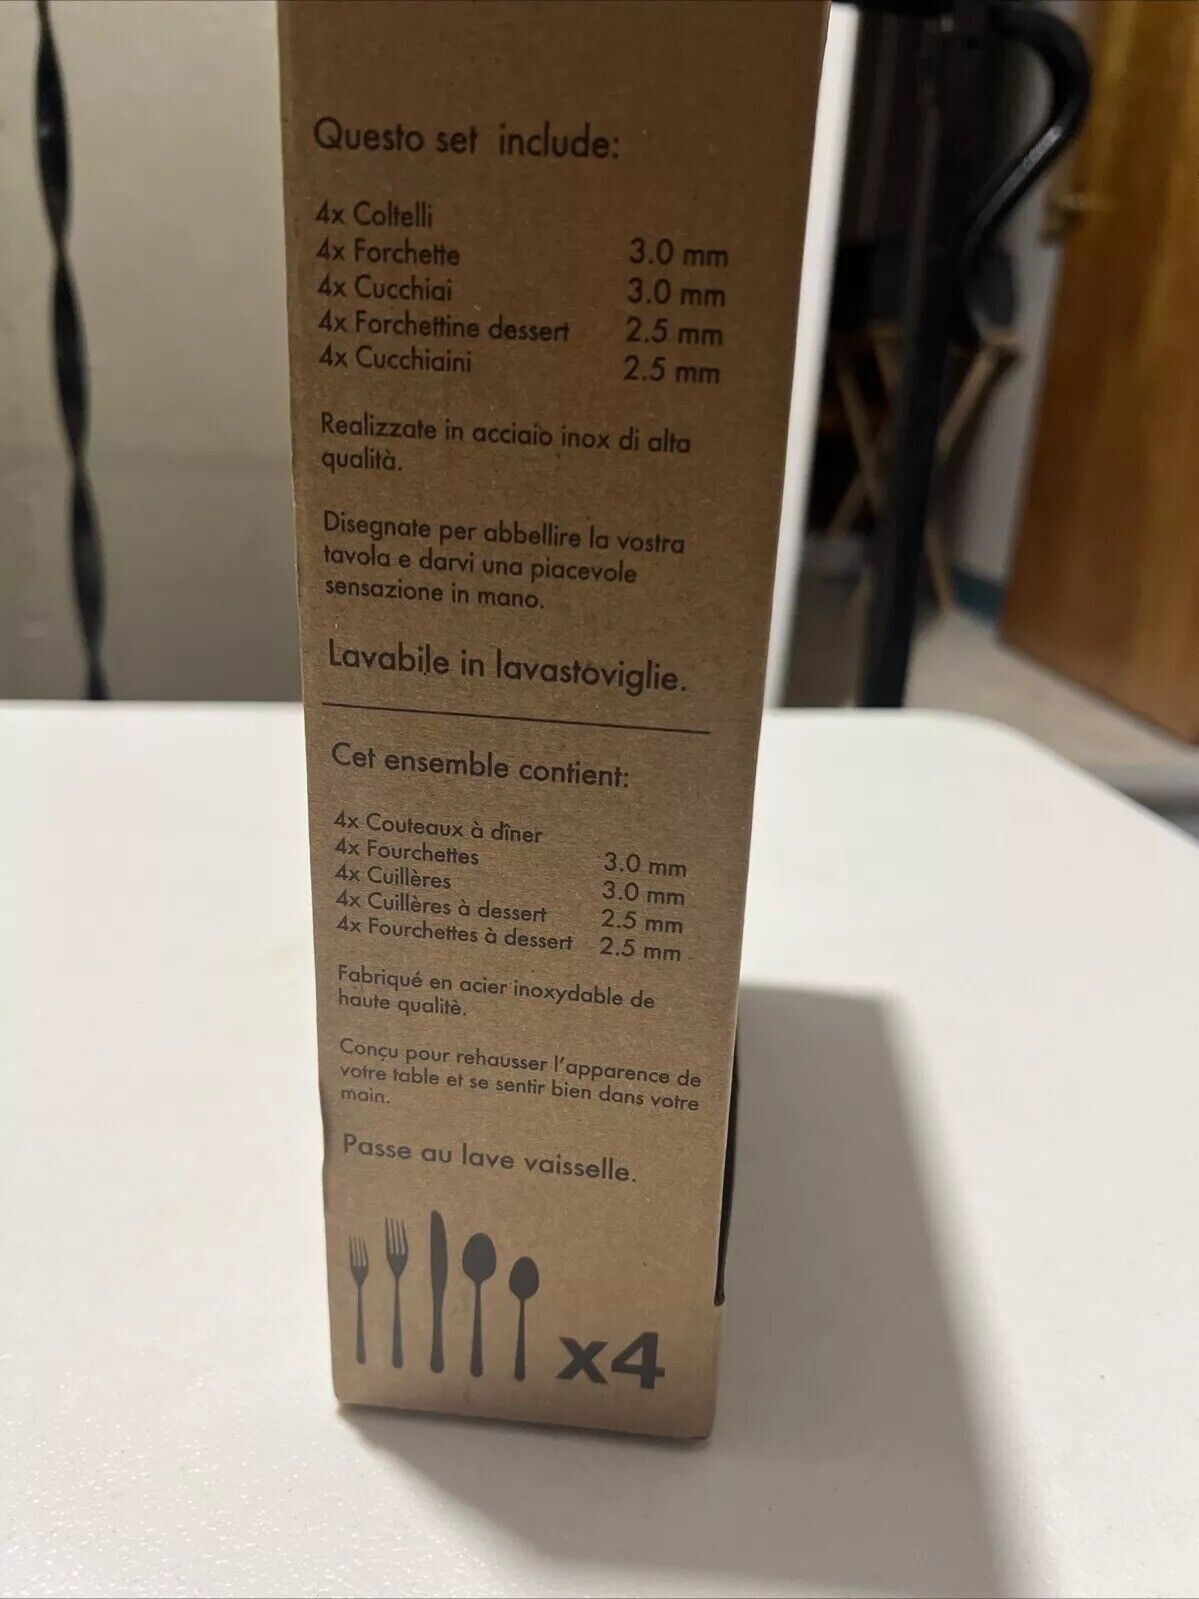 Questo set include:
4x Coltelli
4x Forchette 3.0 mm
4x Cucchiai 3.0 mm
4x Forchettine dessert 2.5 mm
4x Cucchiaini 2.5 mm
Realizzate in acciaio inox di alta
qualità.
Disegnate per abbellire la vostra
tavola e darvi una piacevole
sensazione in mano.
Lavabile in lavastoviglie.
Cet ensemble contient:
4x Couteaux à dîner
4x Fourchettes 3.0 mm
4x Cuillères 3.0 mm
4x Cuillères à dessert 2.5 mm
4x Fourchettes à dessert 2.5 mm
Fabriqué en acier inoxydable de
haute qualitè.
Conçu pour rehausser l'apparence de
votre table et se sentir bien dans votre
main.
Passe au lave vaisselle.
x4